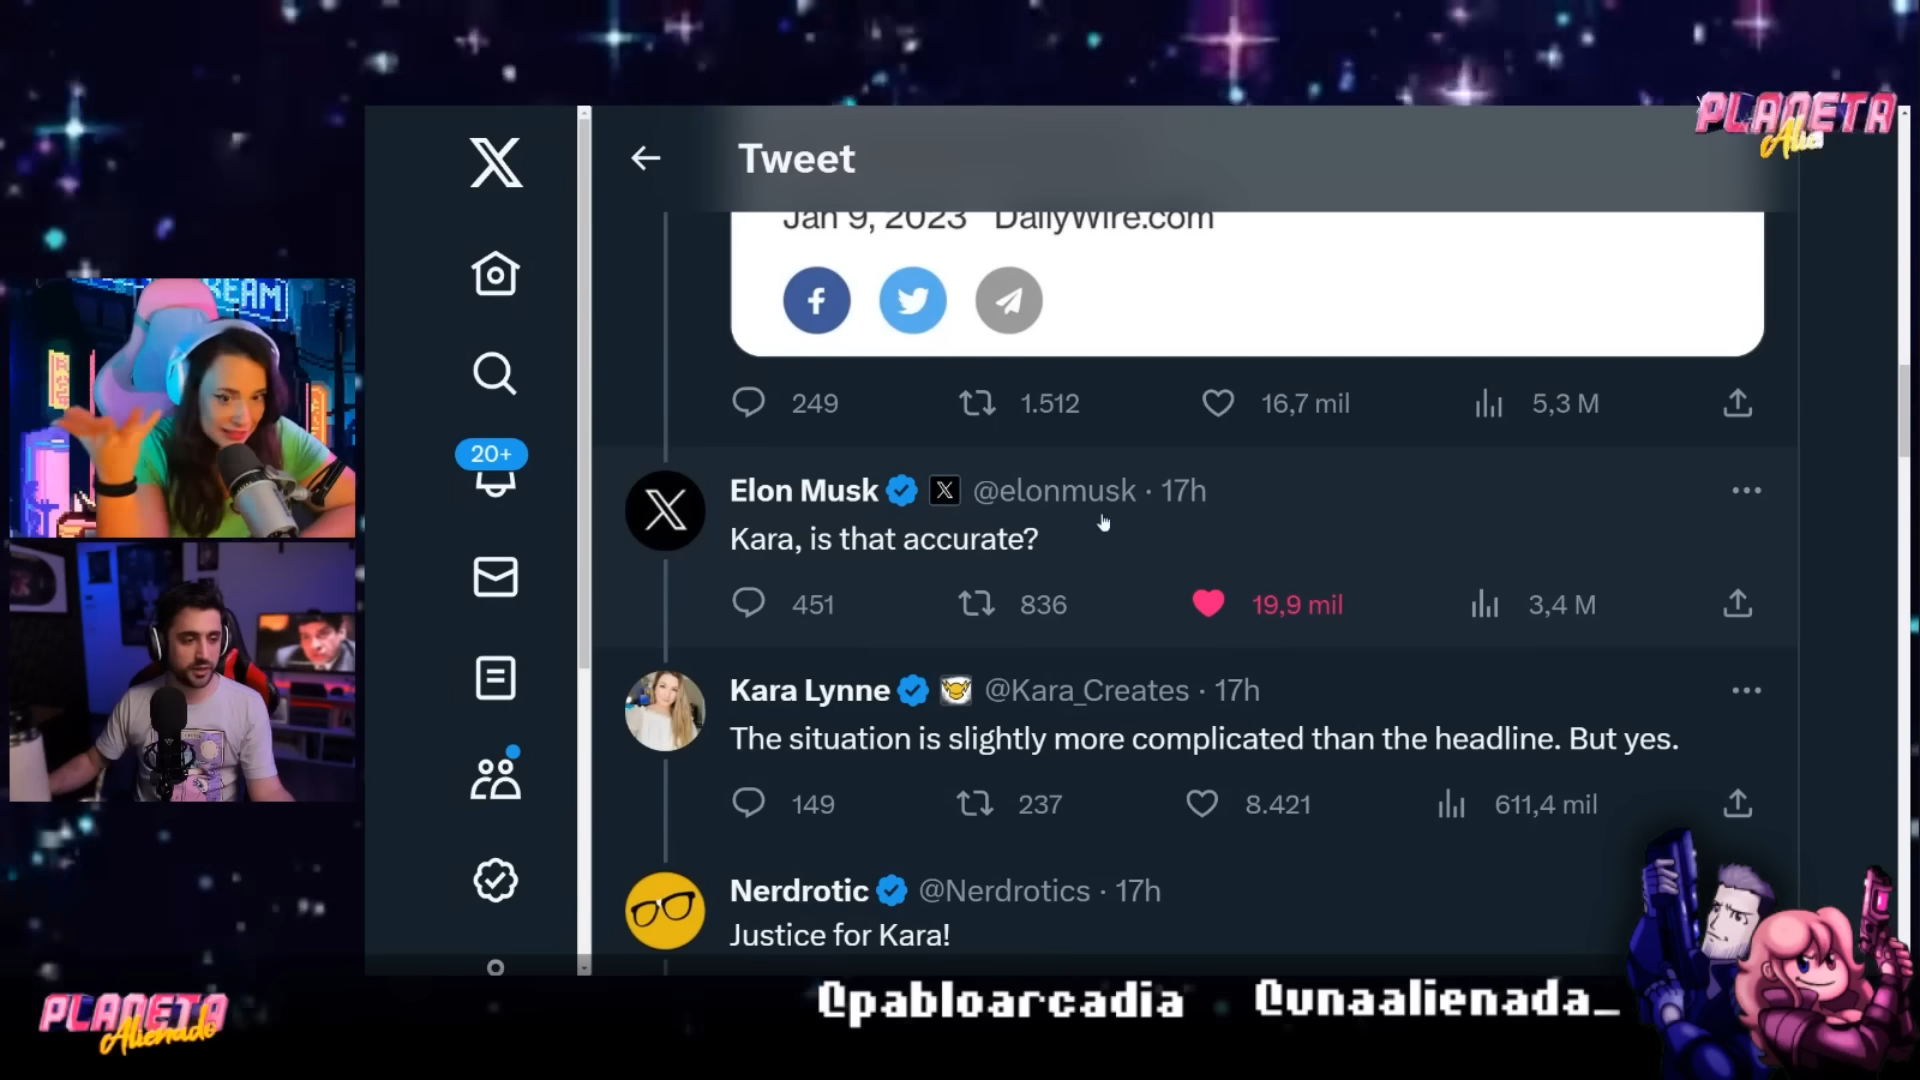 PLANETA
Alie
Tweet
Jan 9, 2023 DailyWire.com
249 1.512 16,7 mil 5,3 M
20+
Elon Musk @elonmusk · 17h
Kara, is that accurate?
451 836 19,9 mil 3,4 M
Kara Lynne @Kara_Creates · 17h
The situation is slightly more complicated than the headline. But yes.
149 237 8.421 611,4 mil
Nerdrotic @Nerdrotics · 17h
Justice for Kara!
@pabloarcadia @unaalienada_
PLANETA
Alienado